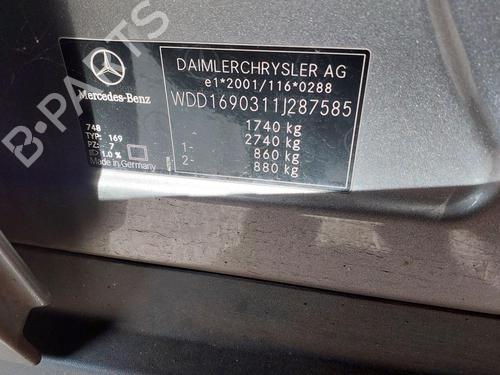 Mercedes-Benz
DAIMLERCHRYSLER AG
e1*2001/116*0288
WDD1690311J287585
- 1740 kg
- 2740 kg
1- 860 kg
2- 880 kg
748
TYP: 169
PZ: - 7
1.0 %
Made in Germany
B-PARTS